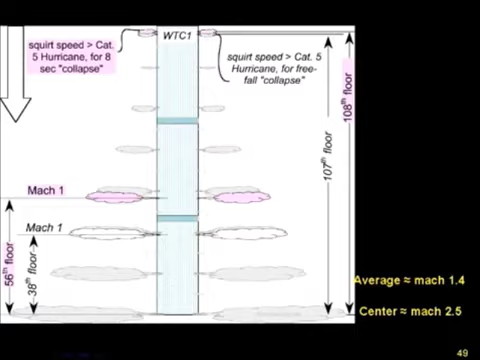 squirt speed > Cat.
5 Hurricane, for 8
sec "collapse"
WTC1
squirt speed > Cat. 5
Hurricane, for free-
fall "collapse"
108th floor
107th floor
Mach 1
Mach 1
56th floor
38th floor
Average ≈ mach 1.4
Center ≈ mach 2.5
49